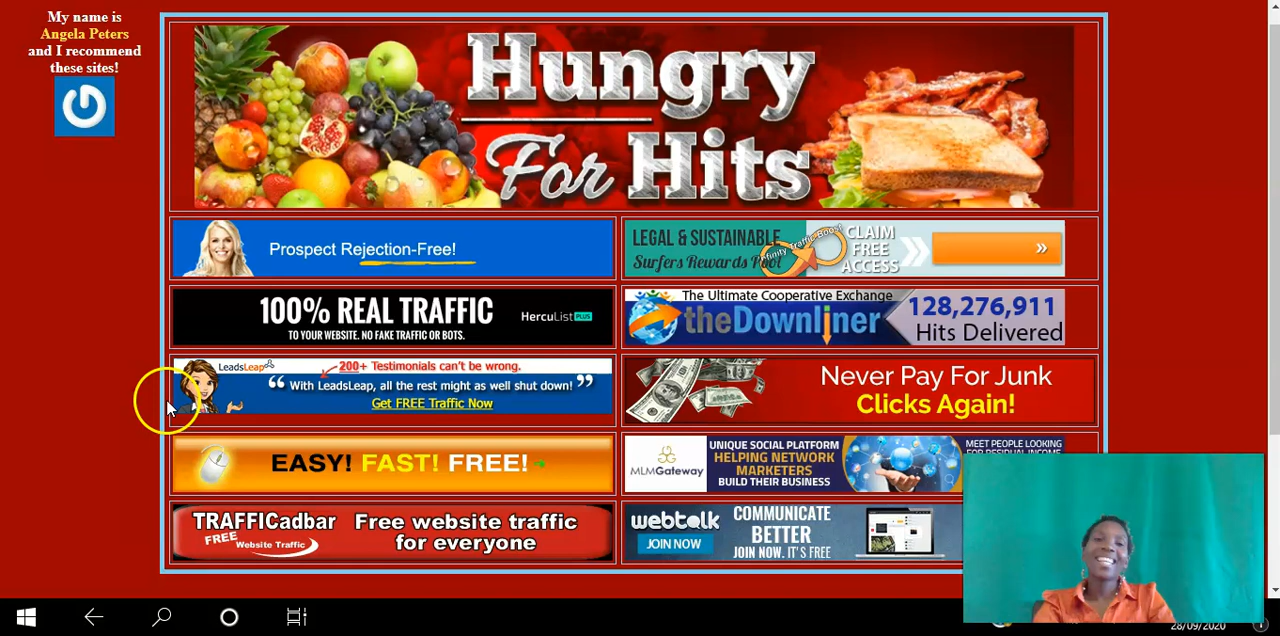 My name is
Angela Peters
and I recommend
these sites!
Hungry
For Hits
Prospect Rejection-Free!
LEGAL & SUSTAINABLE
Surfers Rewards Pool
Infinity Traffic Boost
CLAIM
FREE
ACCESS
100% REAL TRAFFIC
TO YOUR WEBSITE. NO FAKE TRAFFIC OR BOTS.
HercuList PLUS
The Ultimate Cooperative Exchange
theDownliner
128,276,911
Hits Delivered
LeadsLeap
200+ Testimonials can't be wrong.
“ With LeadsLeap, all the rest might as well shut down! ”
Get FREE Traffic Now
Never Pay For Junk
Clicks Again!
EASY! FAST! FREE!
MLMGateway
UNIQUE SOCIAL PLATFORM
HELPING NETWORK
MARKETERS
BUILD THEIR BUSINESS
MEET PEOPLE LOOKING
TRAFFICadbar
FREE
Website Traffic
Free website traffic
for everyone
webtalk
JOIN NOW
COMMUNICATE
BETTER
JOIN NOW. IT'S FREE
28/09/2020